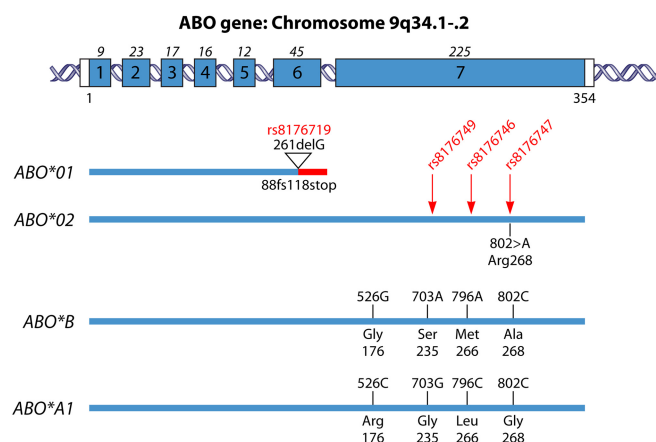 ABO gene: Chromosome 9q34.1-.2
9 23 17 16 12 45 225
1 2 3 4 5 6 7
1 354
rs8176719
261delG
88fs118stop
ABO*01
rs8176749 rs8176746 rs8176747
ABO*02
802>A
Arg268
526G 703A 796A 802C
ABO*B
Gly Ser Met Ala
176 235 266 268
526C 703G 796C 802C
ABO*A1
Arg Gly Leu Gly
176 235 266 268